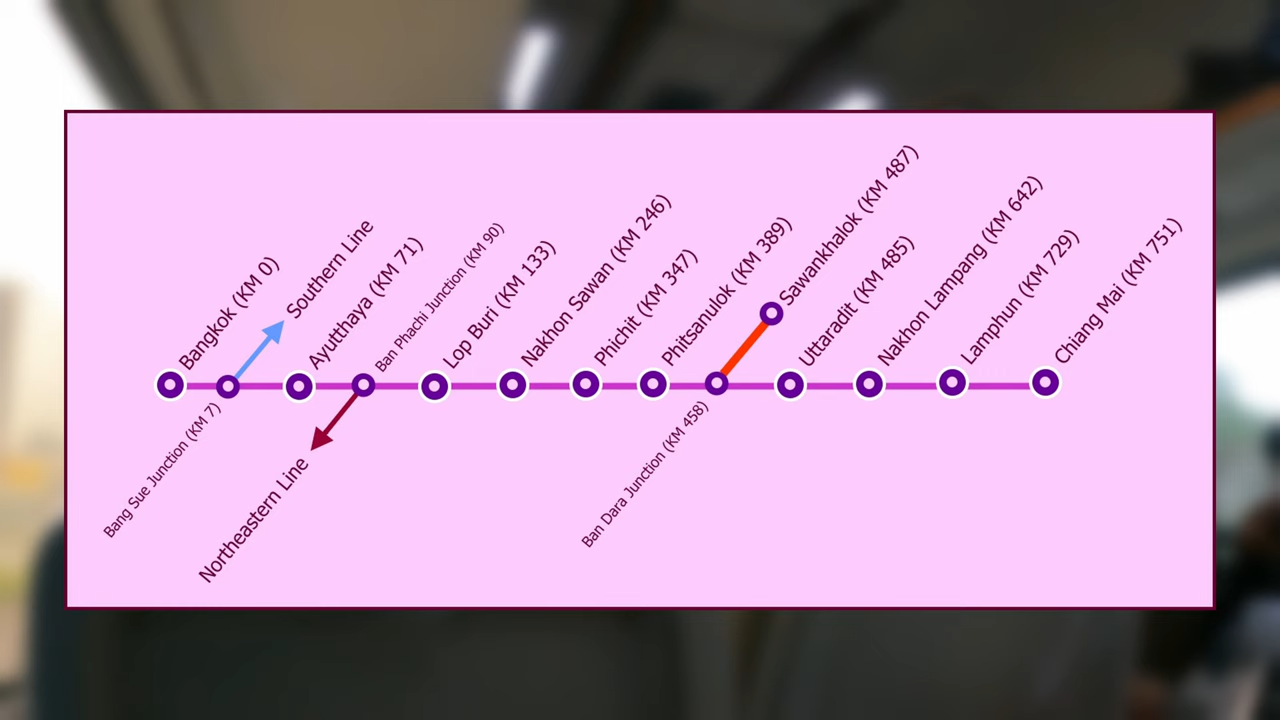 Bangkok (KM 0)
Bang Sue Junction (KM 7)
Southern Line
Ayutthaya (KM 71)
Ban Phachi Junction (KM 90)
Northeastern Line
Lop Buri (KM 133)
Nakhon Sawan (KM 246)
Phichit (KM 347)
Phitsanulok (KM 389)
Ban Dara Junction (KM 458)
Sawankhalok (KM 487)
Uttaradit (KM 485)
Nakhon Lampang (KM 642)
Lamphun (KM 729)
Chiang Mai (KM 751)